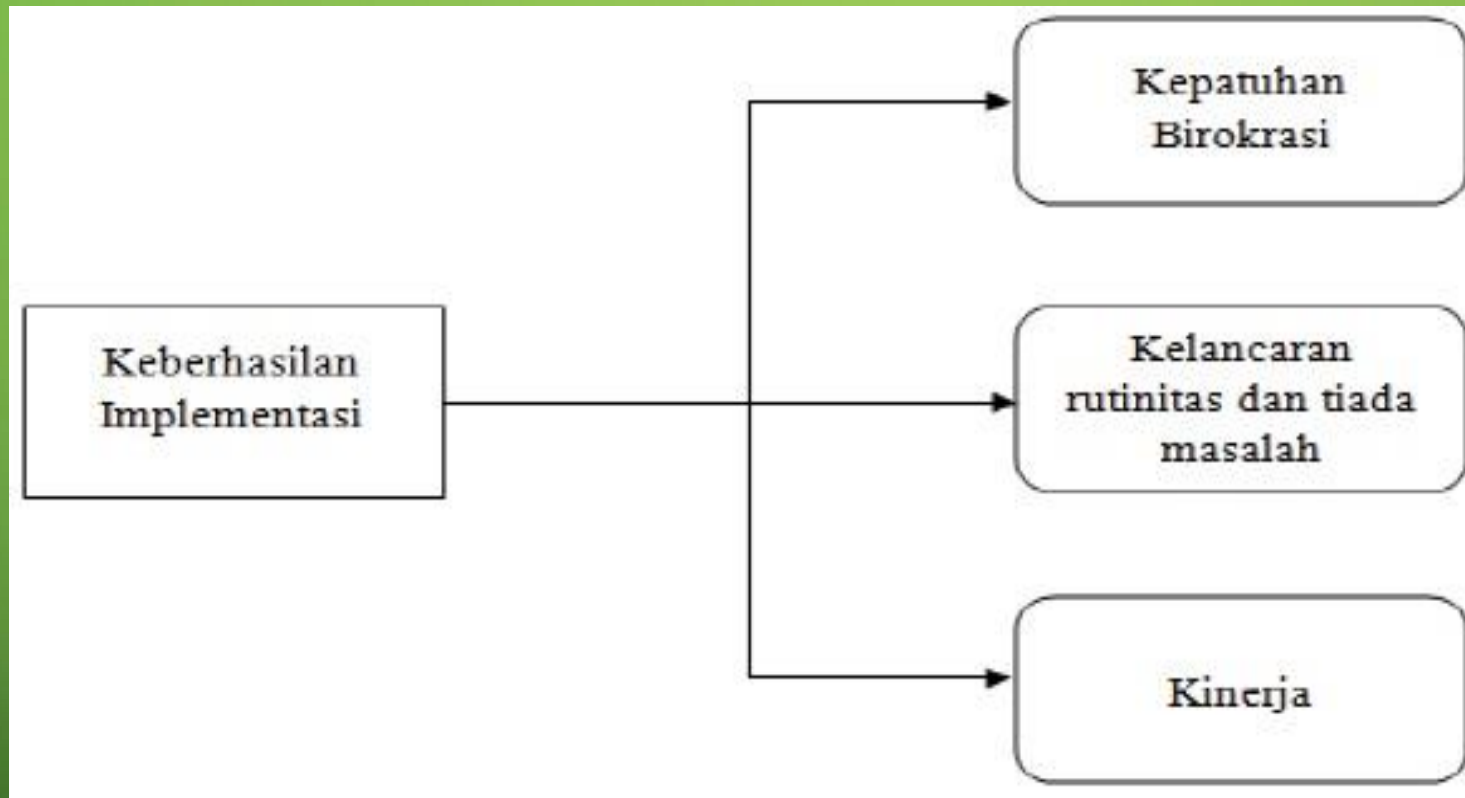 Kepatuhan
Birokrasi
Keberhasilan
Implementasi
Kelancaran
rutinitas dan tiada
masalah
Kinerja